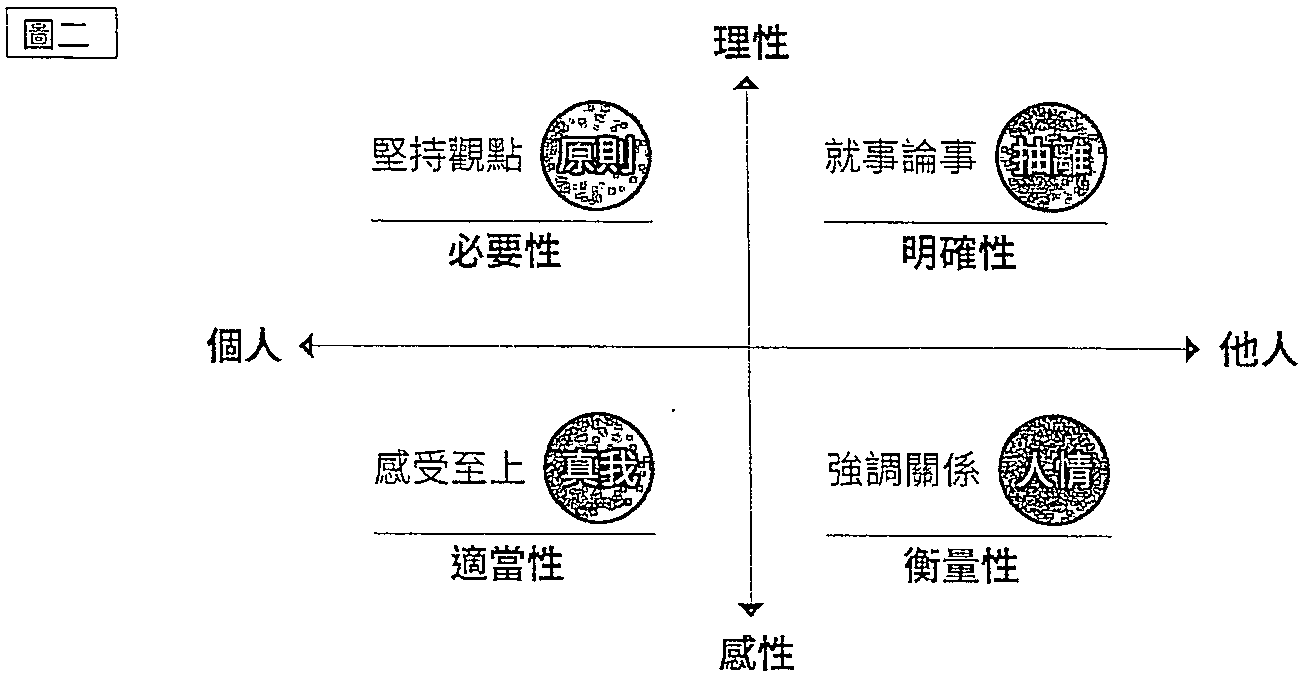 圖二
理性
堅持觀點 原則
必要性
就事論事 抽離
明確性
個人
他人
感受至上 真我
適當性
強調關係 人情
衡量性
感性